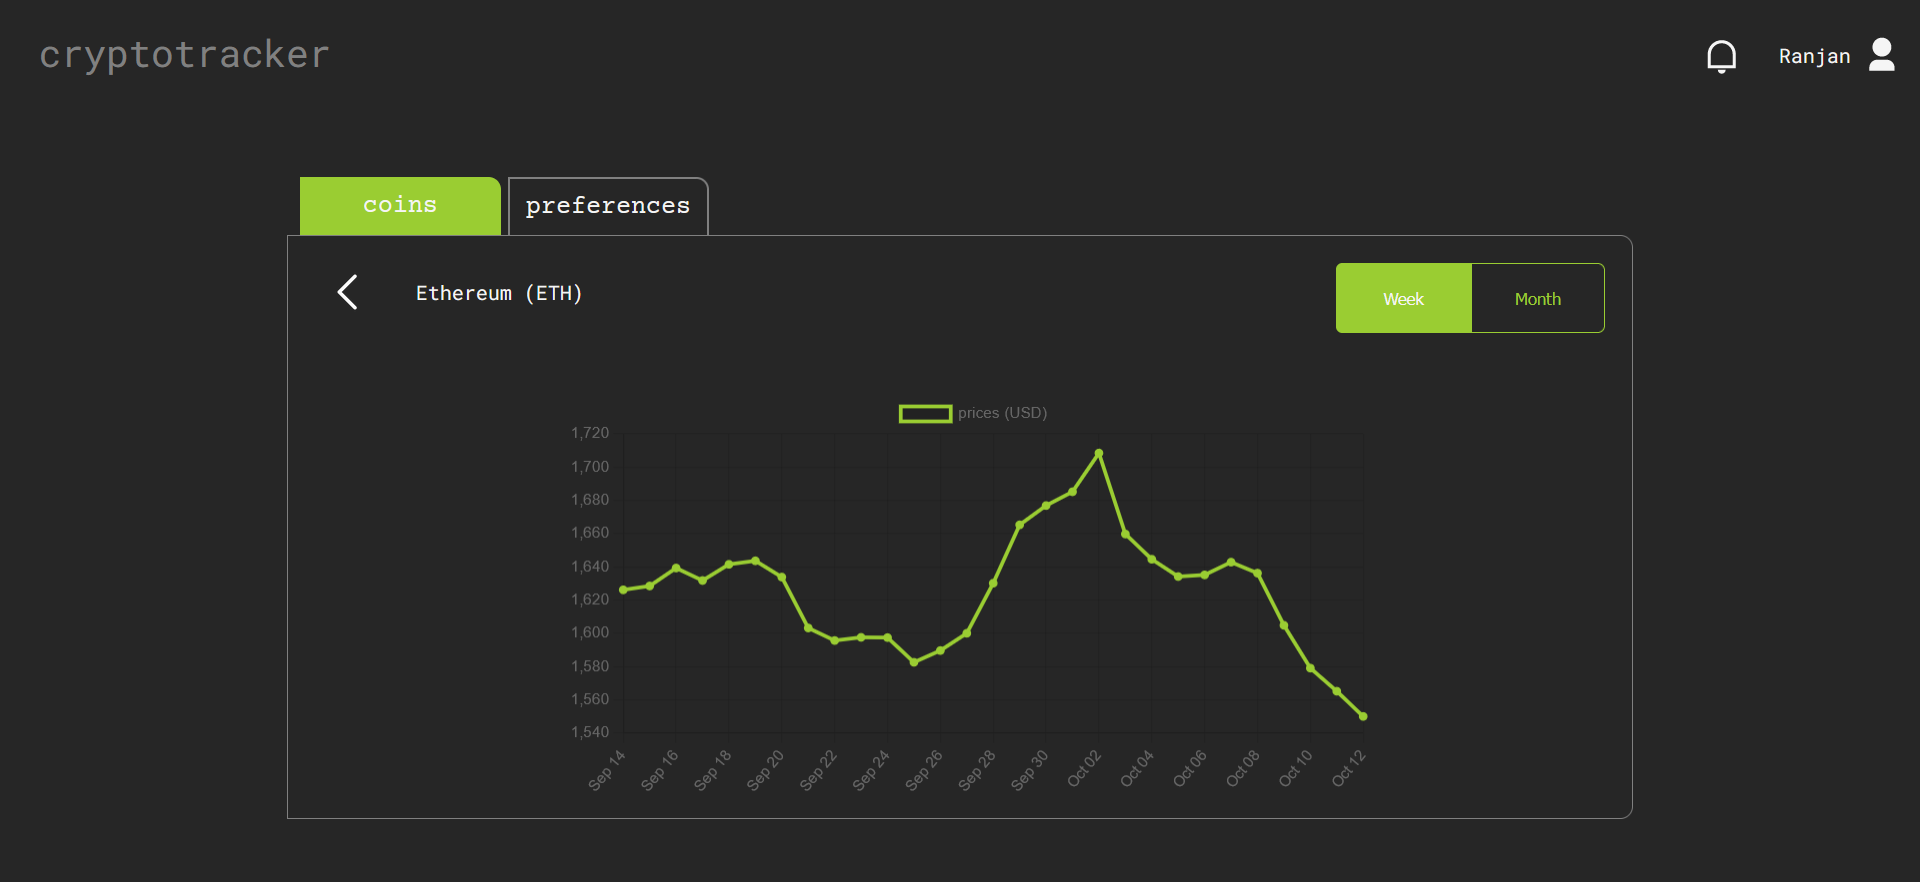 cryptotracker
Ranjan
coins
preferences
Ethereum (ETH)
Week
Month
prices (USD)
1,720
1,700
1,680
1,660
1,640
1,620
1,600
1,580
1,560
1,540
Sep 14 Sep 16 Sep 18 Sep 20 Sep 22 Sep 24 Sep 26 Sep 28 Sep 30 Oct 02 Oct 04 Oct 06 Oct 08 Oct 10 Oct 12